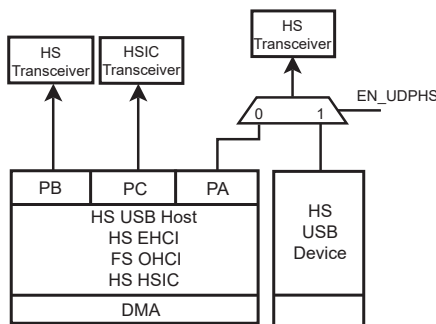 HS
Transceiver
HS
Transceiver
HSIC
Transceiver
EN_UDPHS
0
1
PB
PC
PA
HS USB Host
HS EHCI
FS OHCI
HS HSIC
DMA
HS
USB
Device